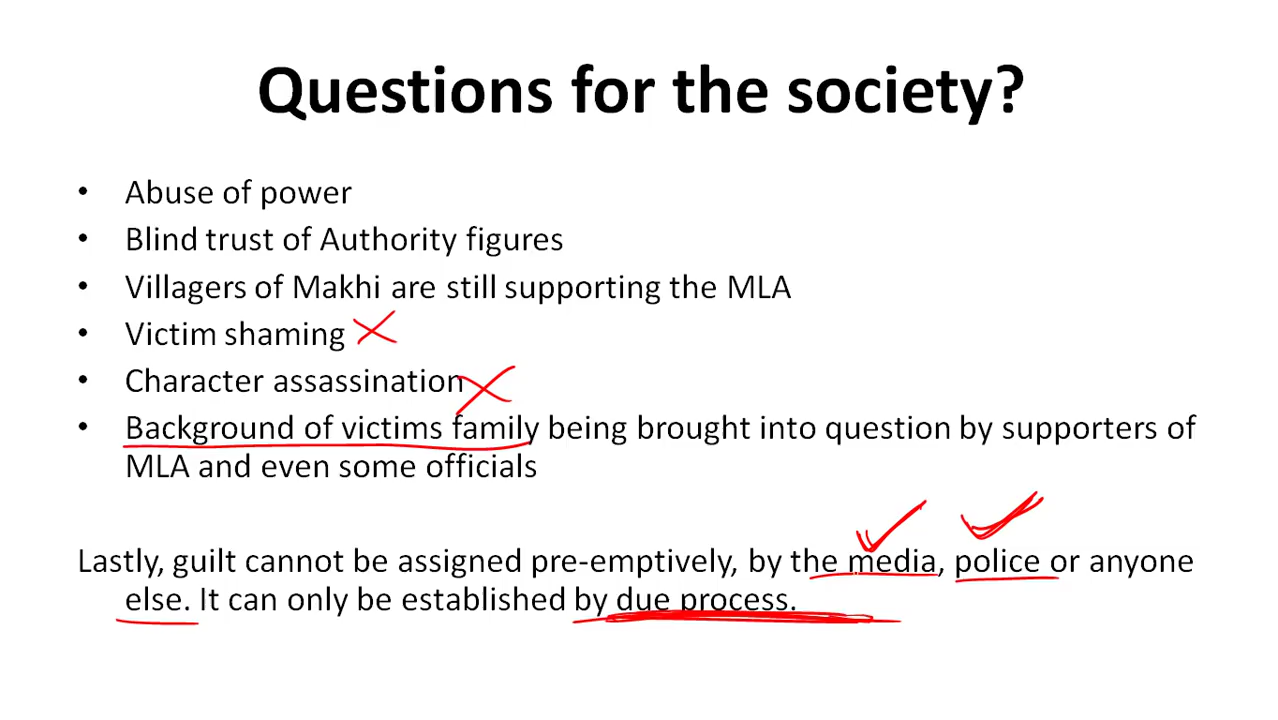 Questions for the society?
• Abuse of power
• Blind trust of Authority figures
• Villagers of Makhi are still supporting the MLA
• Victim shaming
• Character assassination
• Background of victims family being brought into question by supporters of
MLA and even some officials
Lastly, guilt cannot be assigned pre-emptively, by the media, police or anyone
else. It can only be established by due process.